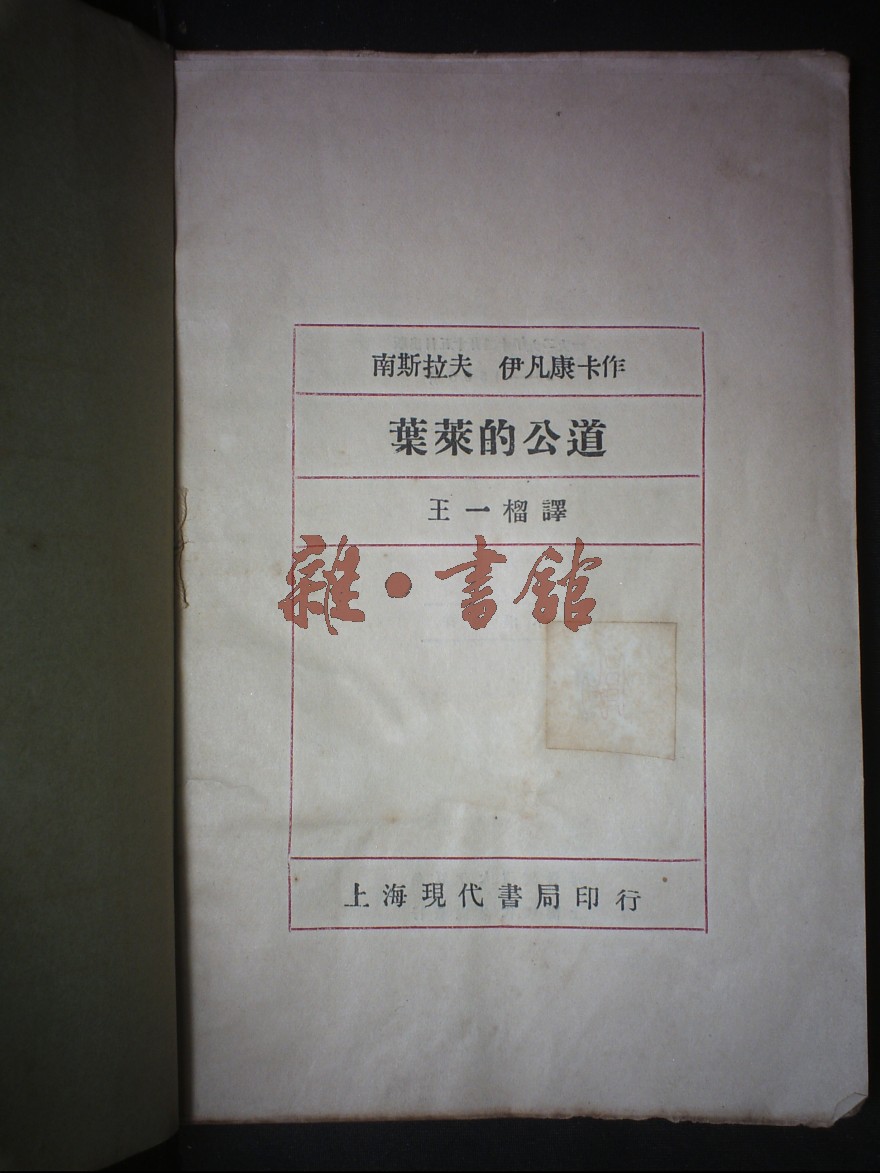 南斯拉夫　伊凡康卡作
葉萊的公道
王一榴譯
雜·書館
上海現代書局印行